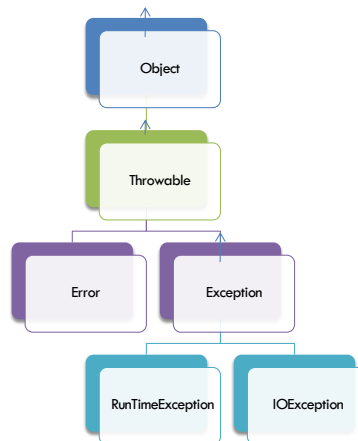 Object
Throwable
Error
Exception
RunTimeException
IOException